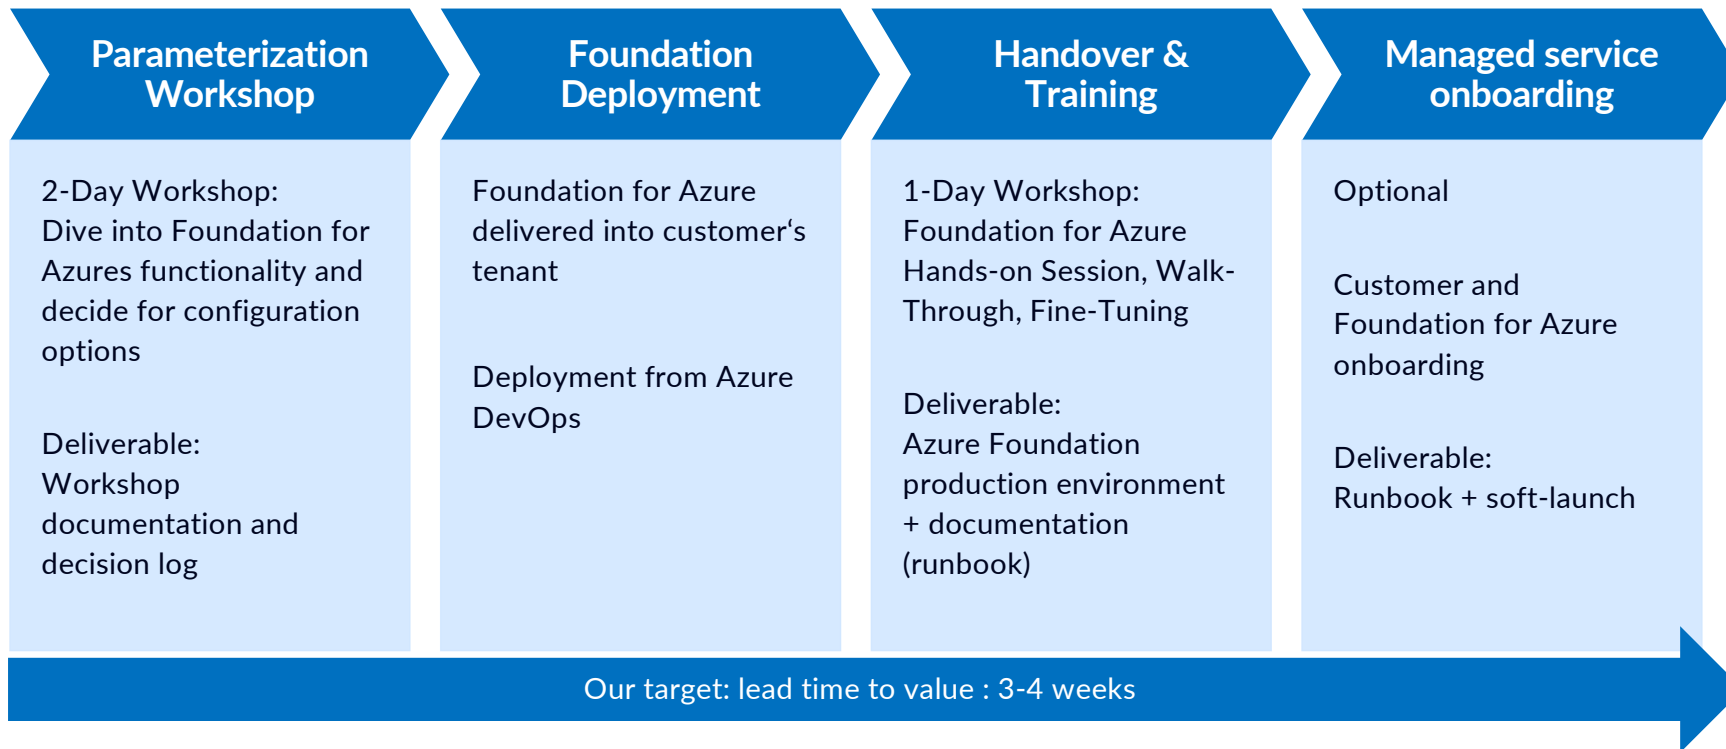 Parameterization
Workshop
2-Day Workshop:
Dive into Foundation for
Azures functionality and
decide for configuration
options
Deliverable:
Workshop
documentation and
decision log
Foundation
Deployment
Foundation for Azure
delivered into customer‘s
tenant
Deployment from Azure
DevOps
Handover &
Training
1-Day Workshop:
Foundation for Azure
Hands-on Session, Walk-
Through, Fine-Tuning
Deliverable:
Azure Foundation
production environment
+ documentation
(runbook)
Managed service
onboarding
Optional
Customer and
Foundation for Azure
onboarding
Deliverable:
Runbook + soft-launch
Our target: lead time to value : 3-4 weeks